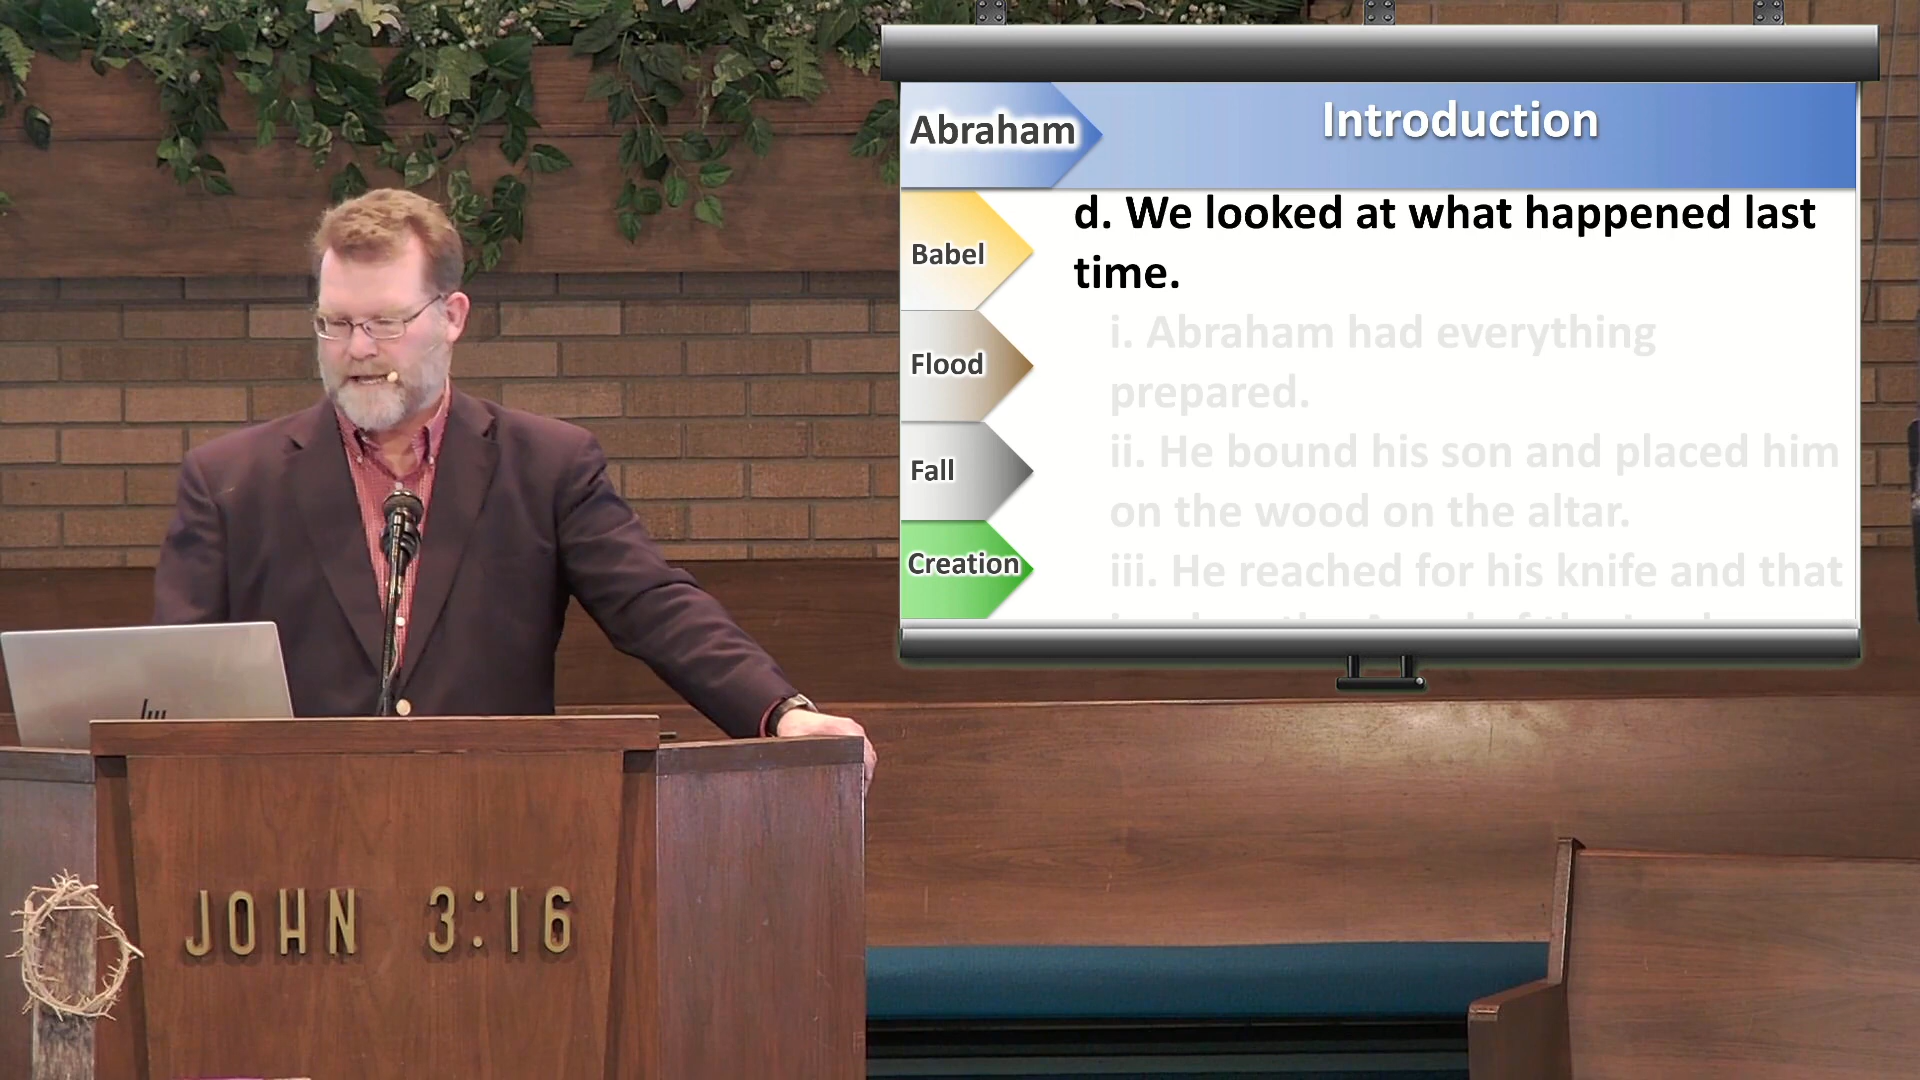 Abraham
Introduction
Babel
Flood
Fall
Creation
d. We looked at what happened last
time.
i. Abraham had everything
prepared.
ii. He bound his son and placed him
on the wood on the altar.
iii. He reached for his knife and that
hp
JOHN 3:16